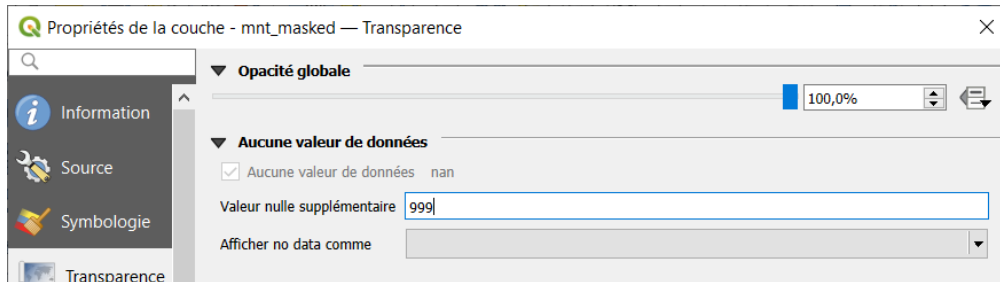 Propriétés de la couche - mnt_masked — Transparence
Opacité globale
Information
100,0%
Aucune valeur de données
Source
Aucune valeur de données nan
Valeur nulle supplémentaire 999
Symbologie
Afficher no data comme
Transparence